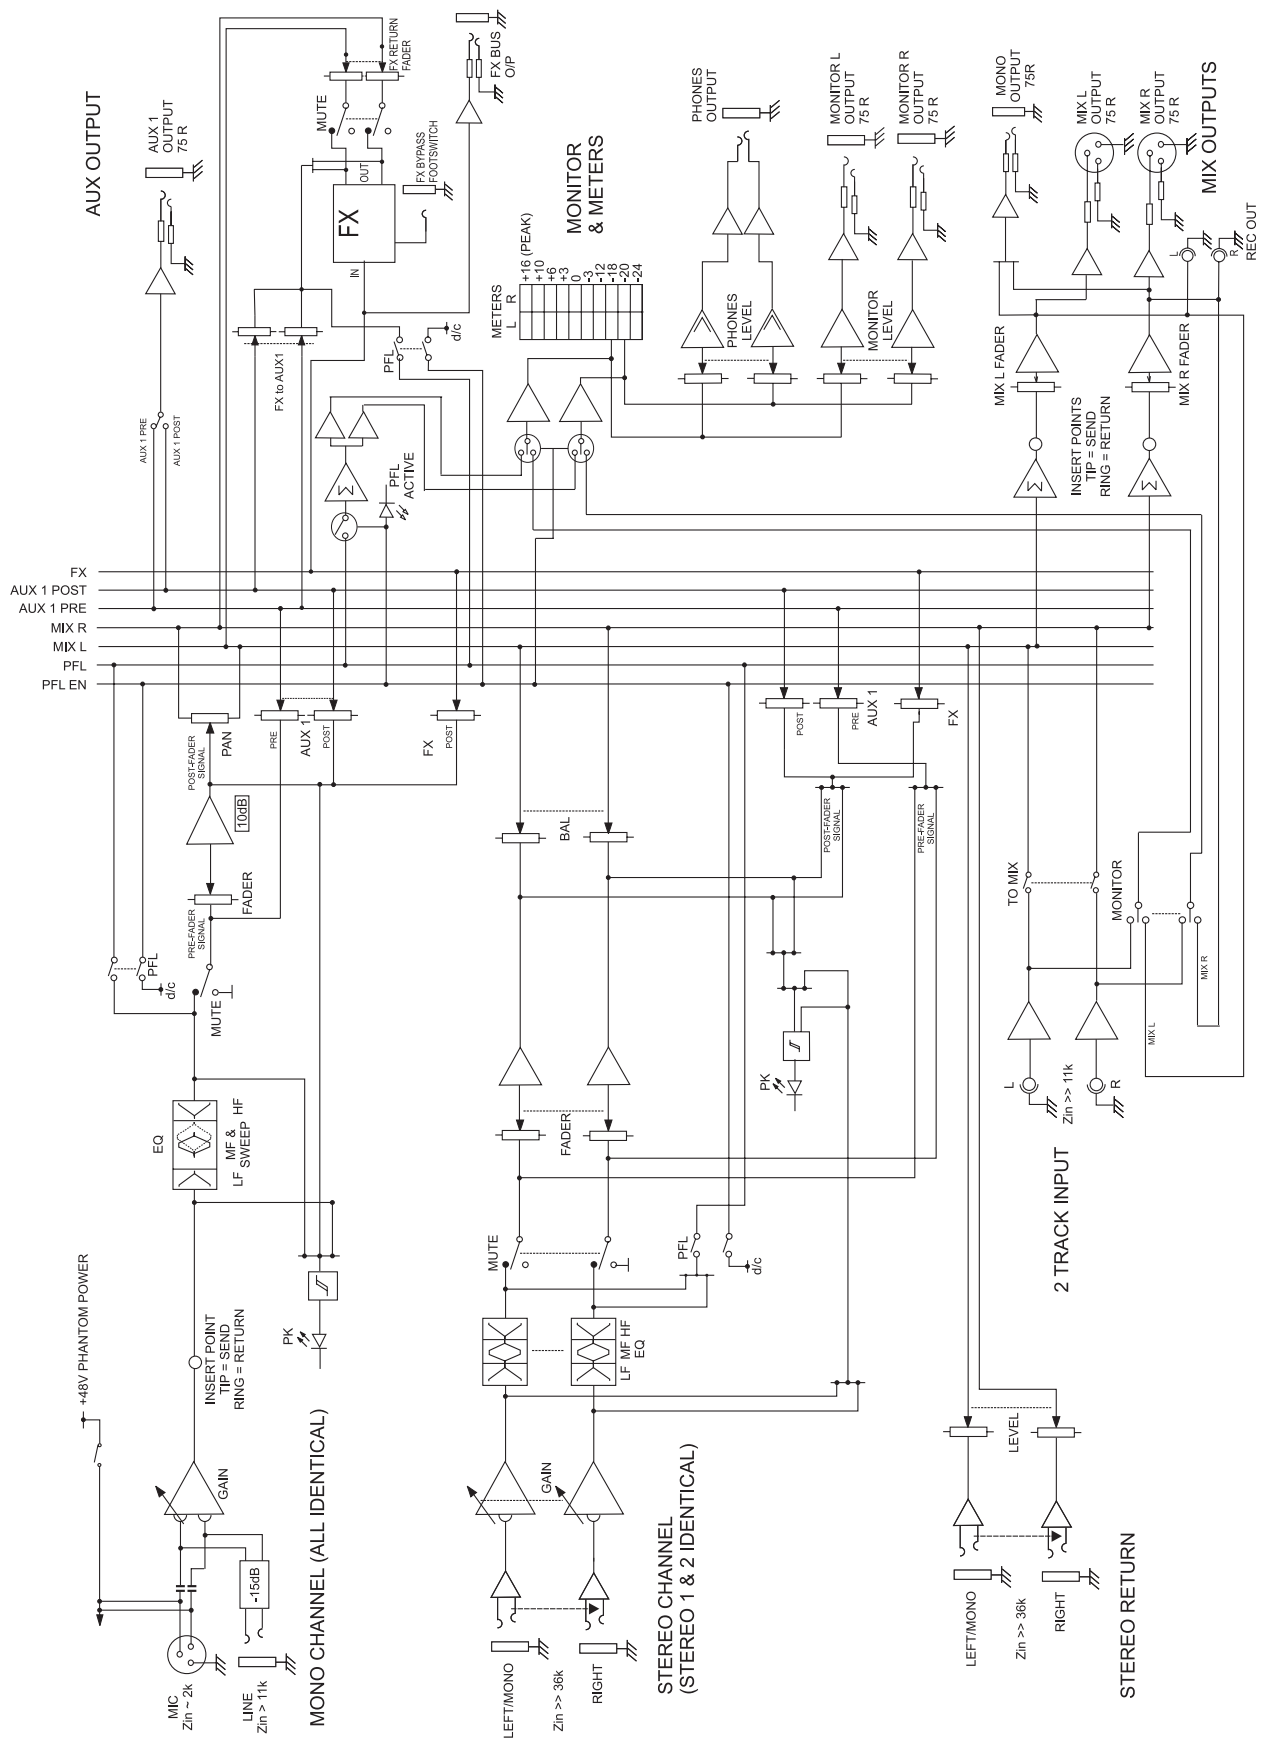 AUX OUTPUT
AUX 1
OUTPUT
75 R
AUX 1 PRE
AUX 1 POST
FX to AUX1
MUTE
FX RETURN
FADER
FX
IN
OUT
FX BYPASS
FOOTSWITCH
FX BUS
O/P
PFL
d/c
Σ
PFL
ACTIVE
MONITOR
& METERS
METERS
L R
+16 (PEAK)
+10
+6
+3
0
-3
-12
-18
-20
-24
PHONES
OUTPUT
PHONES
LEVEL
MONITOR L
OUTPUT
75 R
MONITOR R
OUTPUT
75 R
MONITOR
LEVEL
MONO
OUTPUT
75R
MIX L
OUTPUT
75 R
MIX R
OUTPUT
75 R
MIX OUTPUTS
L
R
REC OUT
MIX L FADER
MIX R FADER
INSERT POINTS
TIP = SEND
RING = RETURN
Σ
Σ
FX
AUX 1 POST
AUX 1 PRE
MIX R
MIX L
PFL
PFL EN
PAN
POST-FADER
SIGNAL
10dB
FADER
PRE-FADER
SIGNAL
PRE
AUX 1
POST
FX
POST
PFL
d/c
MUTE
EQ
LF
MF &
SWEEP
HF
+48V PHANTOM POWER
INSERT POINT
TIP = SEND
RING = RETURN
PK
GAIN
-15dB
MIC
Zin ~ 2k
LINE
Zin > 11k
MONO CHANNEL (ALL IDENTICAL)
BAL
FADER
MUTE
PFL
d/c
LF MF HF
EQ
GAIN
LEFT/MONO
Zin >> 36k
RIGHT
STEREO CHANNEL
(STEREO 1 & 2 IDENTICAL)
POST
PRE
AUX 1
FX
POST-FADER
SIGNAL
PRE-FADER
SIGNAL
PK
TO MIX
MONITOR
MIX L
MIX R
L
Zin >> 11k
R
2 TRACK INPUT
LEVEL
LEFT/MONO
Zin >> 36k
RIGHT
STEREO RETURN